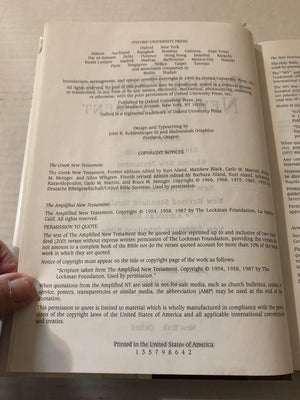 OXFORD UNIVERSITY PRESS
Oxford New York
Athens Auckland Bangkok Bombay Calcutta Cape Town
Dar es Salaam Delhi Florence Hong Kong Istanbul Karachi
Kuala Lumpur Madrid Madras Melbourne Mexico City Nairobi
Paris Singapore Taipei Tokyo Toronto
and associated companies in
Berlin Ibadan
Introduction, arrangement, and special contents copyright © 1995 by Oxford University Press, Inc.
All rights reserved. No part of this publication may be reproduced, stored in a retrieval system,
or transmitted, in any form or by any means, electronic, mechanical, photocopying, recording,
or otherwise, with the prior permission of Oxford University Press.
Published by Oxford University Press, Inc.
200 Madison Avenue, New York, NY 10016
Oxford is a registered trademark of Oxford University Press
Design and Typesetting by
John R. Kohlenberger III and Multnomah Graphics
Portland, Oregon
COPYRIGHT NOTICES
The Greek New Testament:
The Greek New Testament, Fourth edited by Kurt Aland, Matthew Black, Carlo M. Martini, Bruce
M. Metzger, and Allen Wikgren. Fourth revised edition edited by Barbara Aland, Kurt Aland, Johannes
Karavidopoulos, Carlo M. Martini, and Bruce M. Metzger. Copyright © 1966, 1968, 1975, 1983, 1993
Deutsche Bibelgesellschaft/United Bible Societies. Used by permission.
The Amplified New Testament:
The Amplified New Testament: Copyright © 1954, 1958, 1987 by The Lockman Foundation, La Habra,
Calif. All rights reserved.
PERMISSION TO QUOTE
The text of The Amplified New Testament may be quoted and/or reprinted up to and inclusive of two hun-
dred (200) verses without express written permission of The Lockman Foundation, providing the verses do
not amount to a complete book of the Bible nor do the verses quoted account for more than 10% of the total
work in which they are quoted.
Notice of copyright must appear on the title or copyright page of the work as follows:
"Scripture taken from The Amplified New Testament. Copyright © 1954, 1958, 1987 by The
Lockman Foundation. Used by permission."
When quotations from the Amplified NT are used in not-for-sale media, such as church bulletins, orders of
service, posters, transparencies or similar media, the abbreviation (AMP) may be used at the end of the
quotation.
This permission to quote is limited to material which is wholly manufactured in compliance with the provi-
sions of the copyright laws of the United States of America and all applicable international conventions
and treaties.
Printed in the United States of America
1 3 5 7 9 8 6 4 2